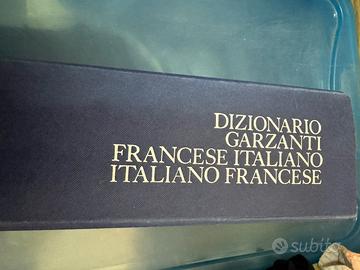 DIZIONARIO
GARZANTI
FRANCESE ITALIANO
ITALIANO FRANCESE
subito